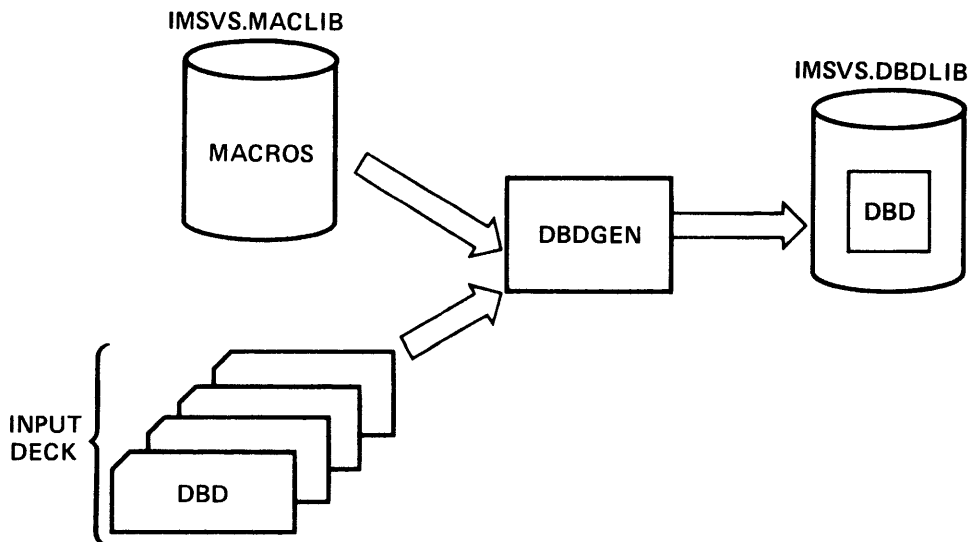 IMSVS.MACLIB
MACROS
IMSVS.DBDLIB
DBD
DBDGEN
INPUT
DECK
DBD